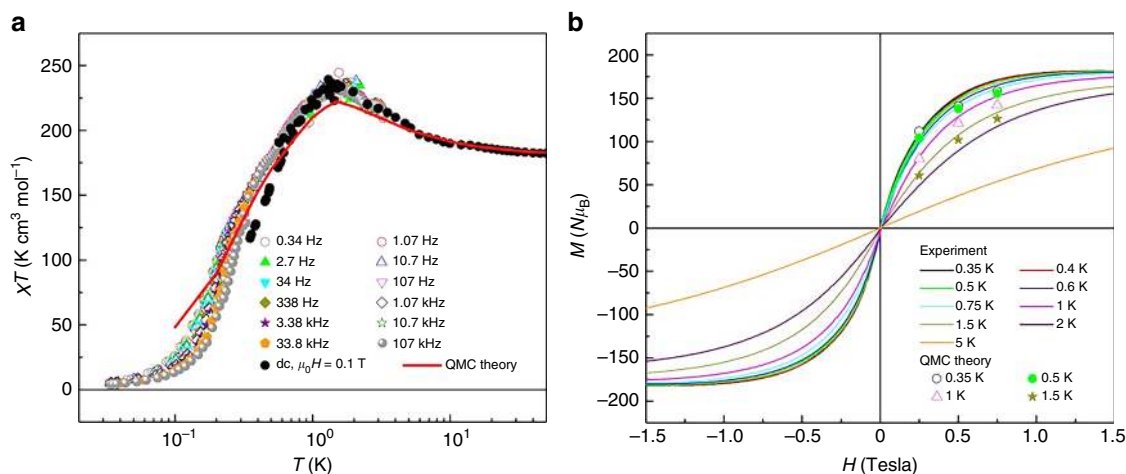 a
b
250
200
150
100
50
0
χT (K cm³ mol⁻¹)
10⁻¹
10⁰
10¹
T (K)
0.34 Hz
1.07 Hz
2.7 Hz
10.7 Hz
34 Hz
107 Hz
338 Hz
1.07 kHz
3.38 kHz
10.7 kHz
33.8 kHz
107 kHz
dc, μ₀H = 0.1 T
QMC theory
200
150
100
50
0
−50
−100
−150
−200
M (Nμ_B)
−1.5
−1.0
−0.5
0
0.5
1.0
1.5
H (Tesla)
Experiment
0.35 K
0.4 K
0.5 K
0.6 K
0.75 K
1 K
1.5 K
2 K
5 K
QMC theory
0.35 K
0.5 K
1 K
1.5 K